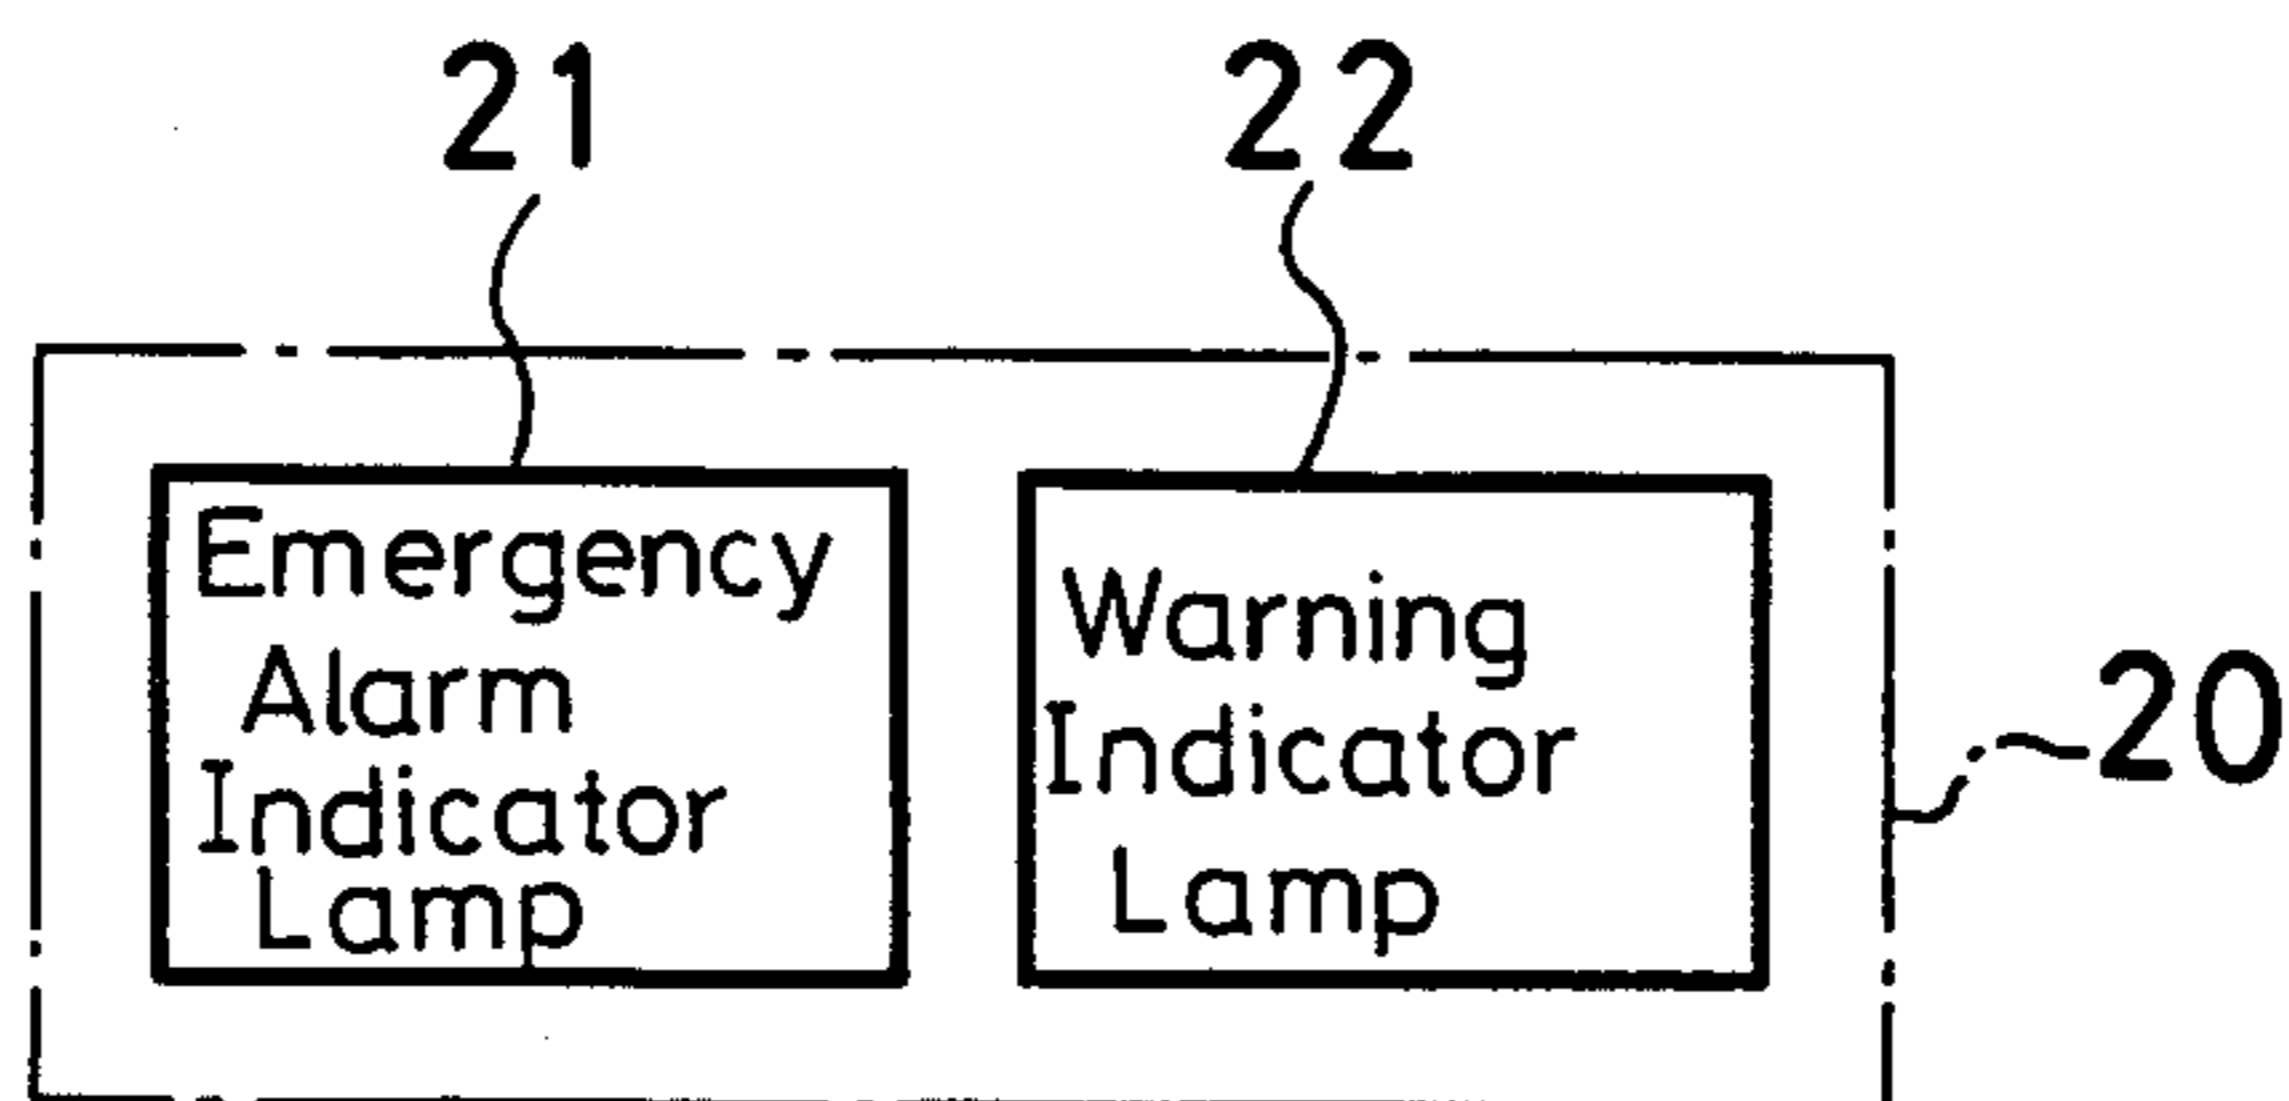 21 22
Emergency
Alarm
Indicator
Lamp
Warning
Indicator
Lamp
20